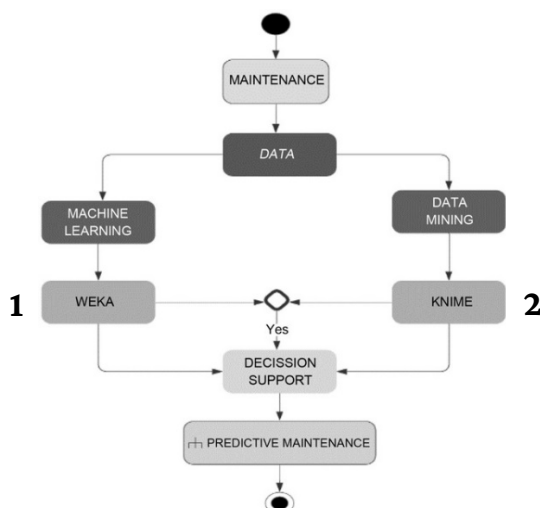 MAINTENANCE
DATA
MACHINE
LEARNING
DATA
MINING
1
WEKA
KNIME
2
Yes
DECISSION
SUPPORT
PREDICTIVE MAINTENANCE